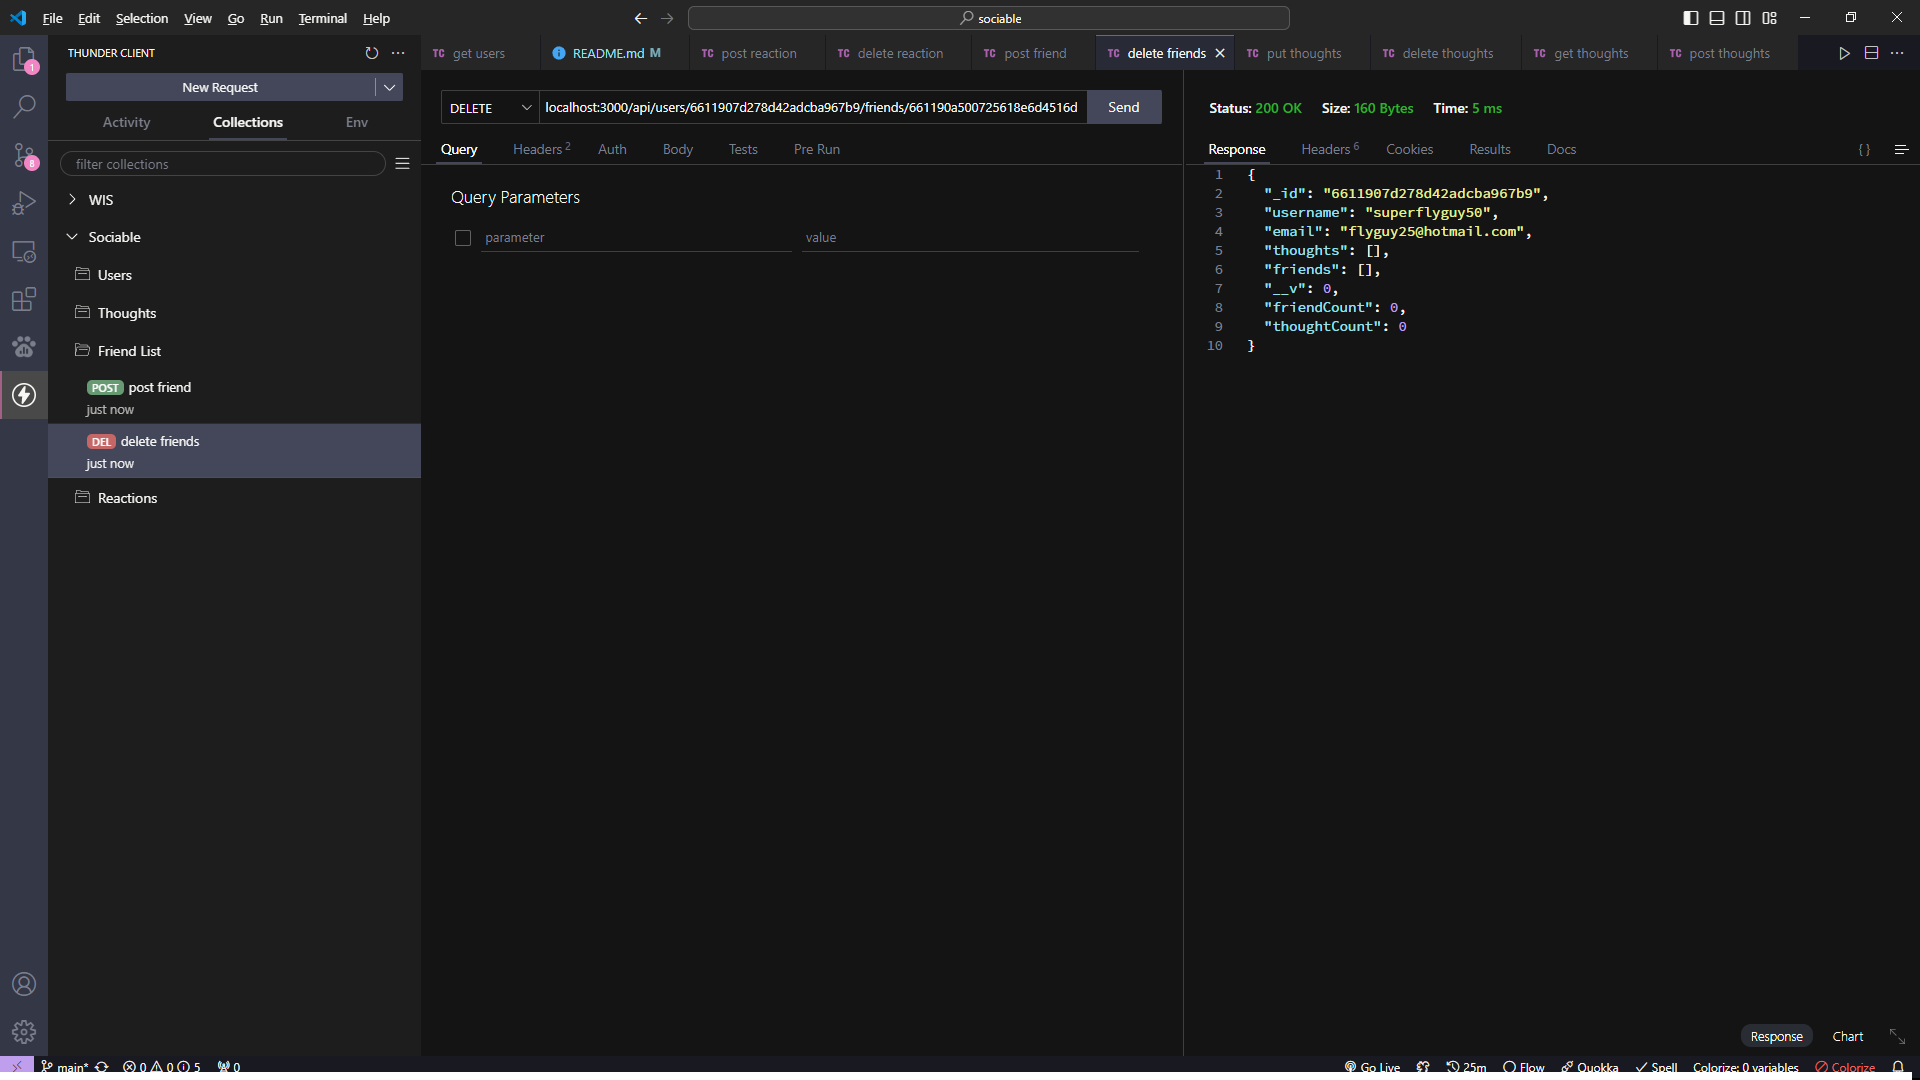 File Edit Selection View Go Run Terminal Help
sociable
THUNDER CLIENT
New Request
Activity Collections Env
filter collections
WIS
Sociable
Users
Thoughts
Friend List
POST post friend
just now
DEL delete friends
just now
Reactions
1
8
TC get users
README.md M
TC post reaction
TC delete reaction
TC post friend
TC delete friends
TC put thoughts
TC delete thoughts
TC get thoughts
TC post thoughts
DELETE localhost:3000/api/users/6611907d278d42adcba967b9/friends/661190a500725618e6d4516d Send
Query Headers 2 Auth Body Tests Pre Run
Query Parameters
parameter value
Status: 200 OK Size: 160 Bytes Time: 5 ms
Response Headers 6 Cookies Results Docs {}
1 {
2 "_id": "6611907d278d42adcba967b9",
3 "username": "superflyguy50",
4 "email": "flyguy25@hotmail.com",
5 "thoughts": [],
6 "friends": [],
7 "__v": 0,
8 "friendCount": 0,
9 "thoughtCount": 0
10 }
Response Chart
main* 0 0 5 0 Go Live 25m Flow Quokka Spell Colorize: 0 variables Colorize